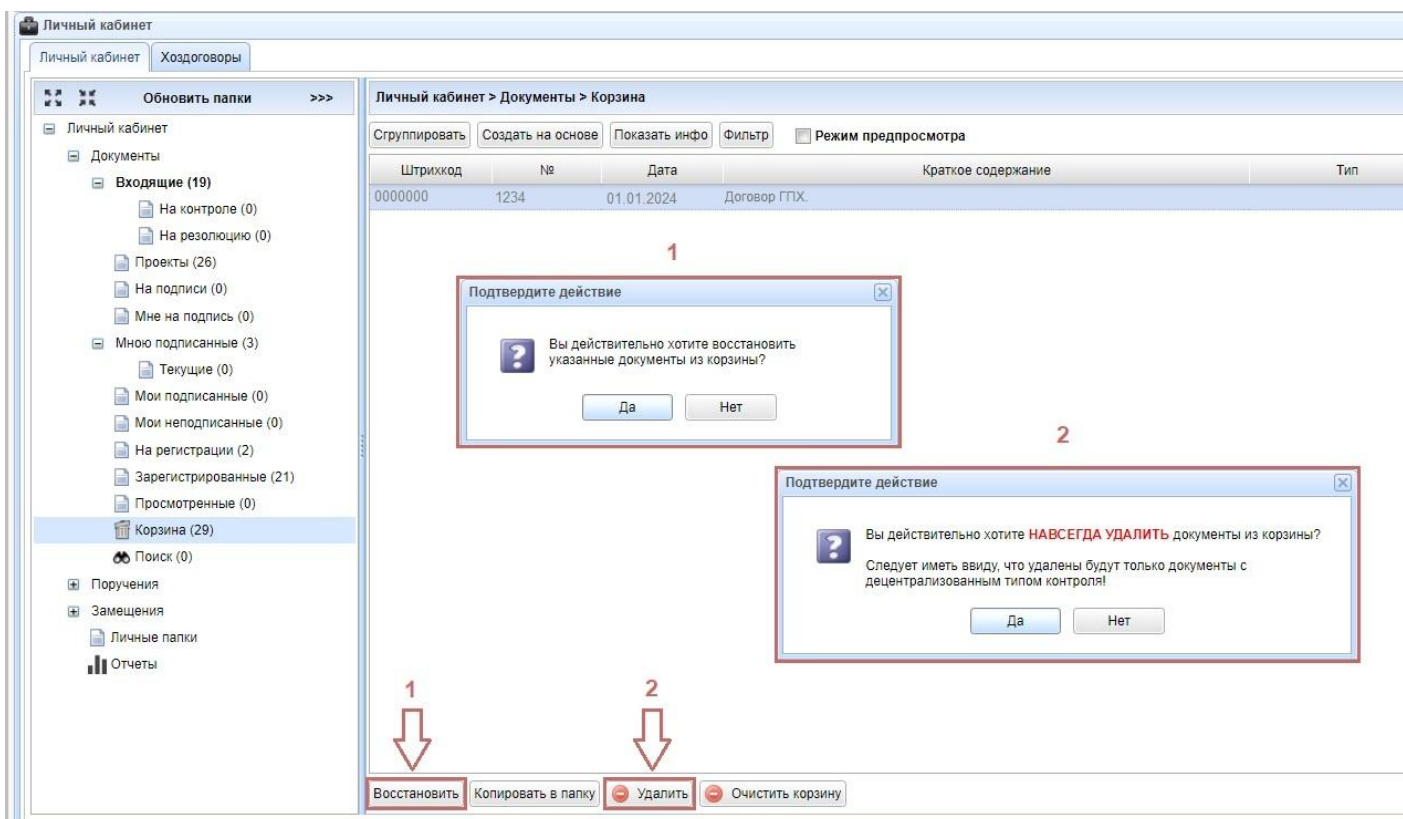 Личный кабинет
Личный кабинет Хоздоговоры
Обновить папки >>>
Личный кабинет
Документы
Входящие (19)
На контроле (0)
На резолюцию (0)
Проекты (26)
На подписи (0)
Мне на подпись (0)
Мною подписанные (3)
Текущие (0)
Мои подписанные (0)
Мои неподписанные (0)
На регистрации (2)
Зарегистрированные (21)
Просмотренные (0)
Корзина (29)
Поиск (0)
Поручения
Замещения
Личные папки
Отчеты
Личный кабинет > Документы > Корзина
Сгруппировать Создать на основе Показать инфо Фильтр Режим предпросмотра
Штрихкод № Дата Краткое содержание Тип
0000000 1234 01.01.2024 Договор ГПХ.
1
Подтвердите действие
Вы действительно хотите восстановить
указанные документы из корзины?
Да Нет
2
Подтвердите действие
Вы действительно хотите НАВСЕГДА УДАЛИТЬ документы из корзины?
Следует иметь ввиду, что удалены будут только документы с
децентрализованным типом контроля!
Да Нет
1 2
Восстановить Копировать в папку Удалить Очистить корзину